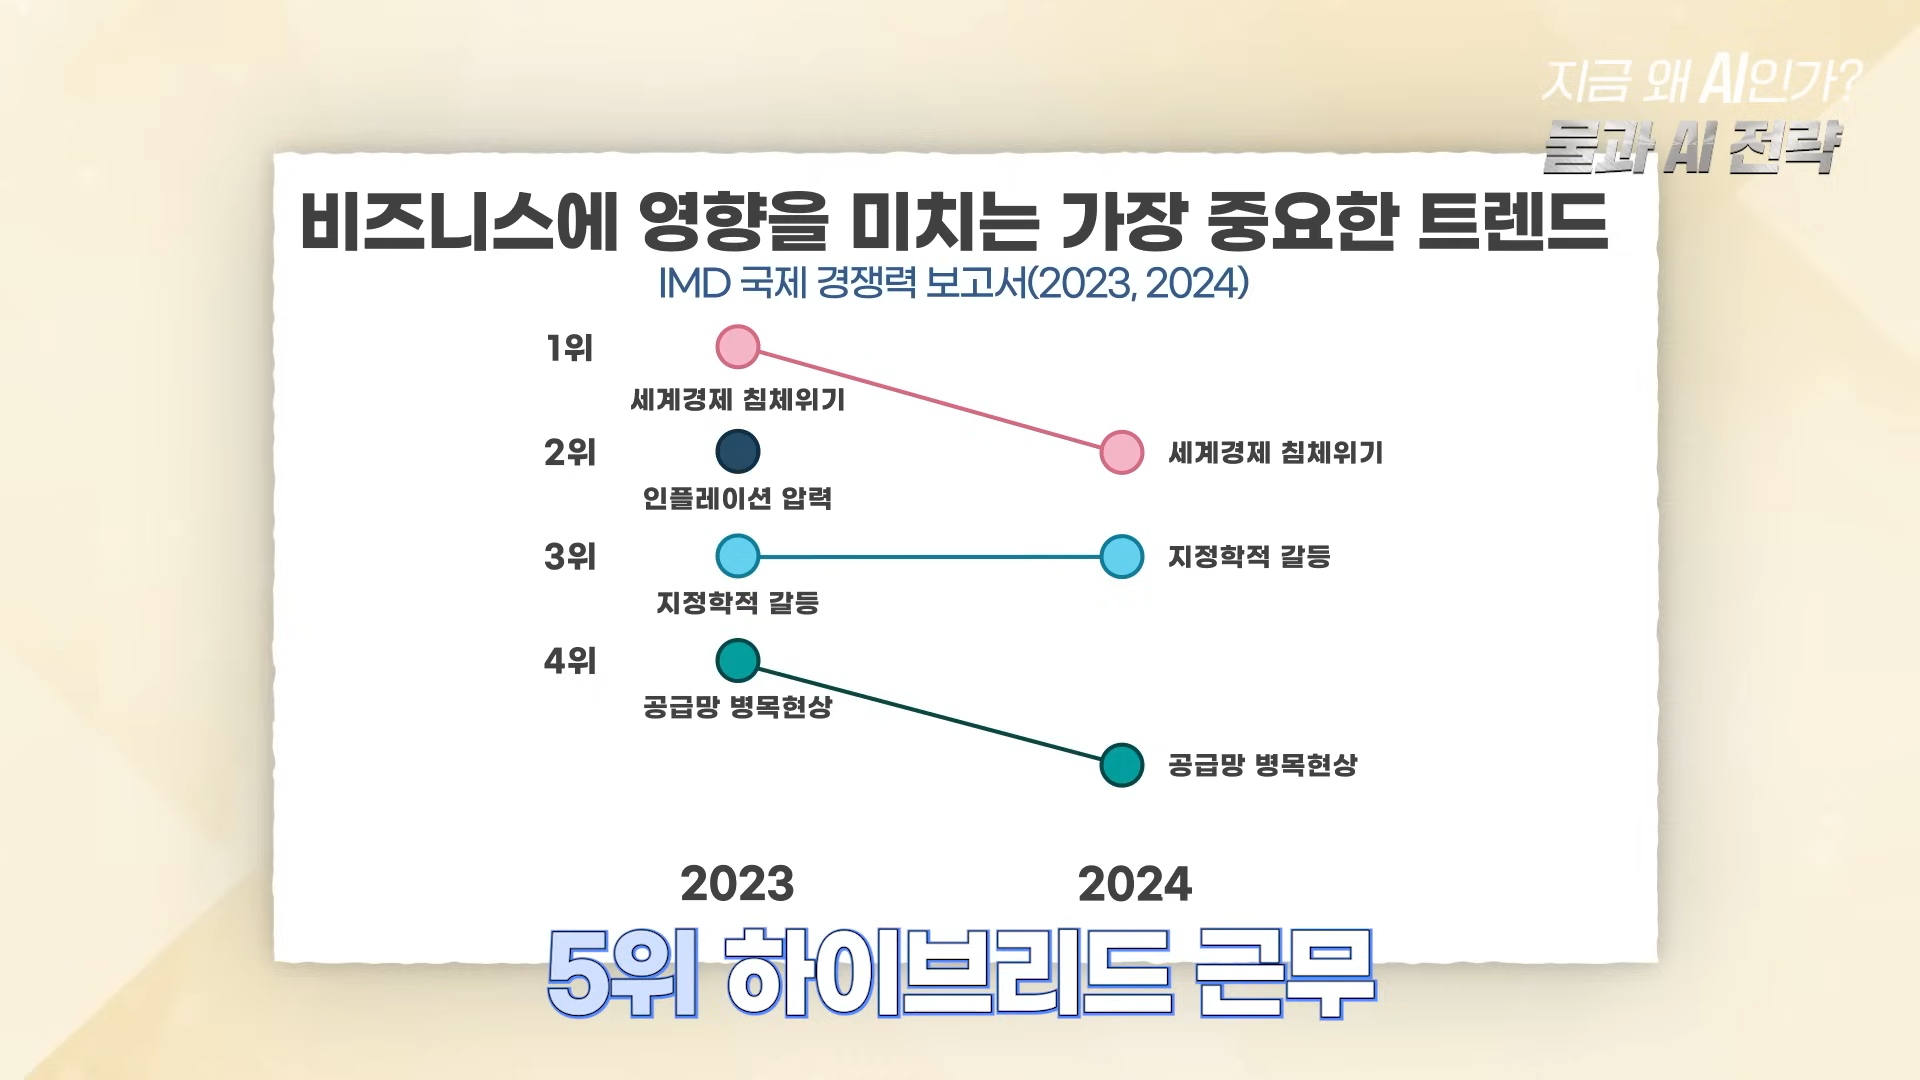 지금 왜 AI인가?
물과 AI 전략
비즈니스에 영향을 미치는 가장 중요한 트렌드
IMD 국제 경쟁력 보고서(2023, 2024)
1위
세계경제 침체위기
2위
세계경제 침체위기
인플레이션 압력
3위
지정학적 갈등
지정학적 갈등
4위
공급망 병목현상
공급망 병목현상
2023
2024
5위 하이브리드 근무